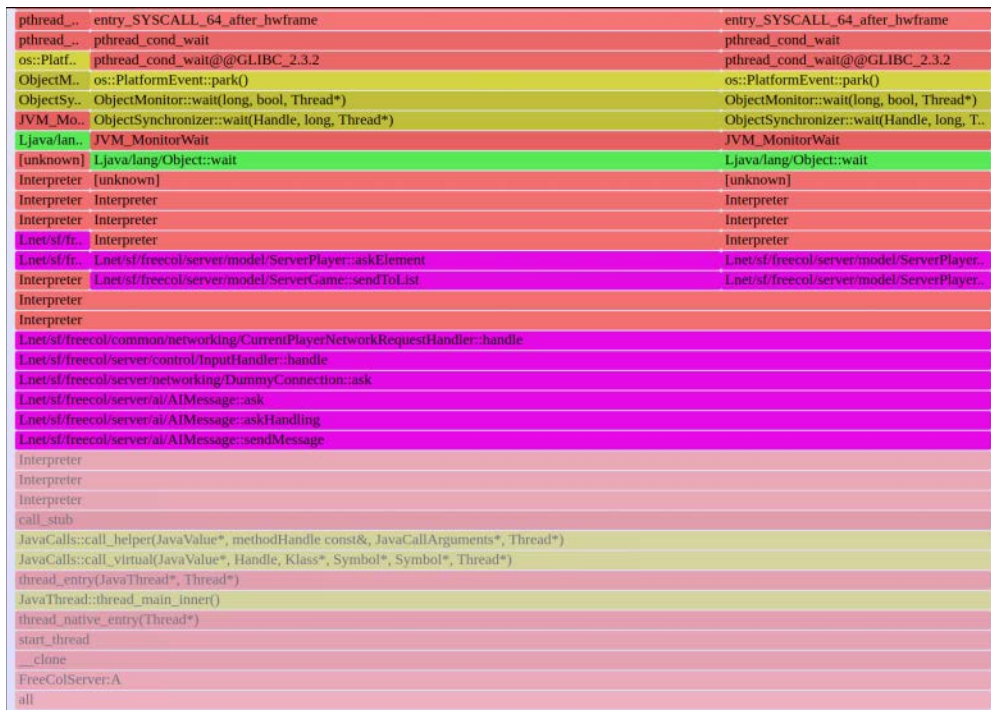 pthread_.. entry_SYSCALL_64_after_hwframe entry_SYSCALL_64_after_hwframe
pthread_.. pthread_cond_wait pthread_cond_wait
os::Platf.. pthread_cond_wait@@GLIBC_2.3.2 pthread_cond_wait@@GLIBC_2.3.2
ObjectM.. os::PlatformEvent::park() os::PlatformEvent::park()
ObjectSy.. ObjectMonitor::wait(long, bool, Thread*) ObjectMonitor::wait(long, bool, Thread*)
JVM_Mo.. ObjectSynchronizer::wait(Handle, long, Thread*) ObjectSynchronizer::wait(Handle, long, T..
Ljava/lan.. JVM_MonitorWait JVM_MonitorWait
[unknown] Ljava/lang/Object::wait Ljava/lang/Object::wait
Interpreter [unknown] [unknown]
Interpreter Interpreter Interpreter
Interpreter Interpreter Interpreter
Lnet/sf/fr.. Interpreter Interpreter
Lnet/sf/fr.. Lnet/sf/freecol/server/model/ServerPlayer::askElement Lnet/sf/freecol/server/model/ServerPlayer..
Interpreter Lnet/sf/freecol/server/model/ServerGame::sendToList Lnet/sf/freecol/server/model/ServerPlayer..
Interpreter
Interpreter
Lnet/sf/freecol/common/networking/CurrentPlayerNetworkRequestHandler::handle
Lnet/sf/freecol/server/control/InputHandler::handle
Lnet/sf/freecol/server/networking/DummyConnection::ask
Lnet/sf/freecol/server/ai/AIMessage::ask
Lnet/sf/freecol/server/ai/AIMessage::askHandling
Lnet/sf/freecol/server/ai/AIMessage::sendMessage
Interpreter
Interpreter
Interpreter
call_stub
JavaCalls::call_helper(JavaValue*, methodHandle const&, JavaCallArguments*, Thread*)
JavaCalls::call_virtual(JavaValue*, Handle, Klass*, Symbol*, Symbol*, Thread*)
thread_entry(JavaThread*, Thread*)
JavaThread::thread_main_inner()
thread_native_entry(Thread*)
start_thread
__clone
FreeColServer:A
all